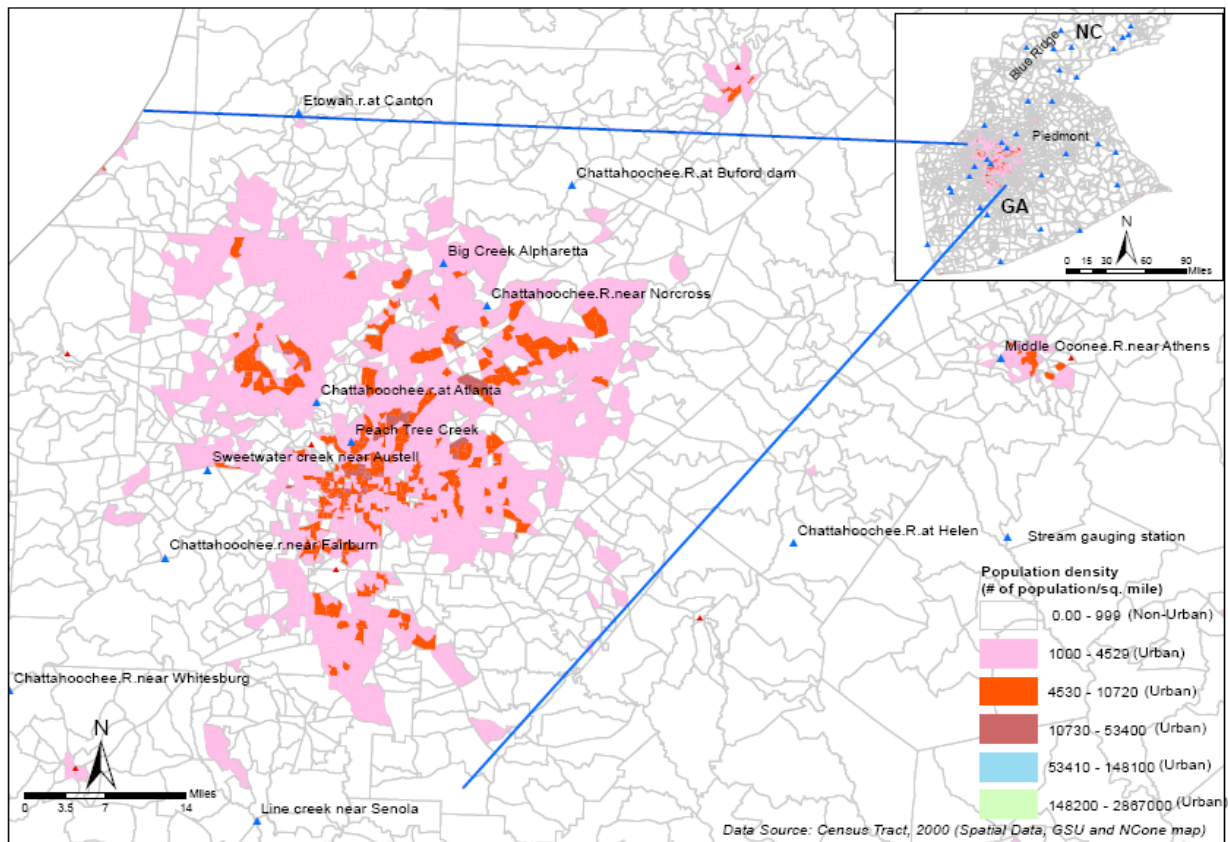 NC
Blue Ridge
Piedmont
GA
N
0 15 30 60 90
Miles
Etowah.r.at Canton
Chattahoochee.R.at Buford dam
Big Creek Alpharetta
Chattahoochee.R.near Norcross
Middle Oconee.R.near Athens
Chattahoochee.r.at Atlanta
Peach Tree Creek
Sweetwater creek near Austell
Chattahoochee.R.at Helen
Chattahoochee.r.near Fairburn
Chattahoochee.R.near Whitesburg
Line creek near Senoia
N
Miles
0 3.5 7 14
Stream gauging station
Population density
(# of population/sq. mile)
0.00 - 999 (Non-Urban)
1000 - 4529 (Urban)
4530 - 10720 (Urban)
10730 - 53400 (Urban)
53410 - 148100 (Urban)
148200 - 2867000 (Urban)
Data Source: Census Tract, 2000 (Spatial Data, GSU and NCone map)